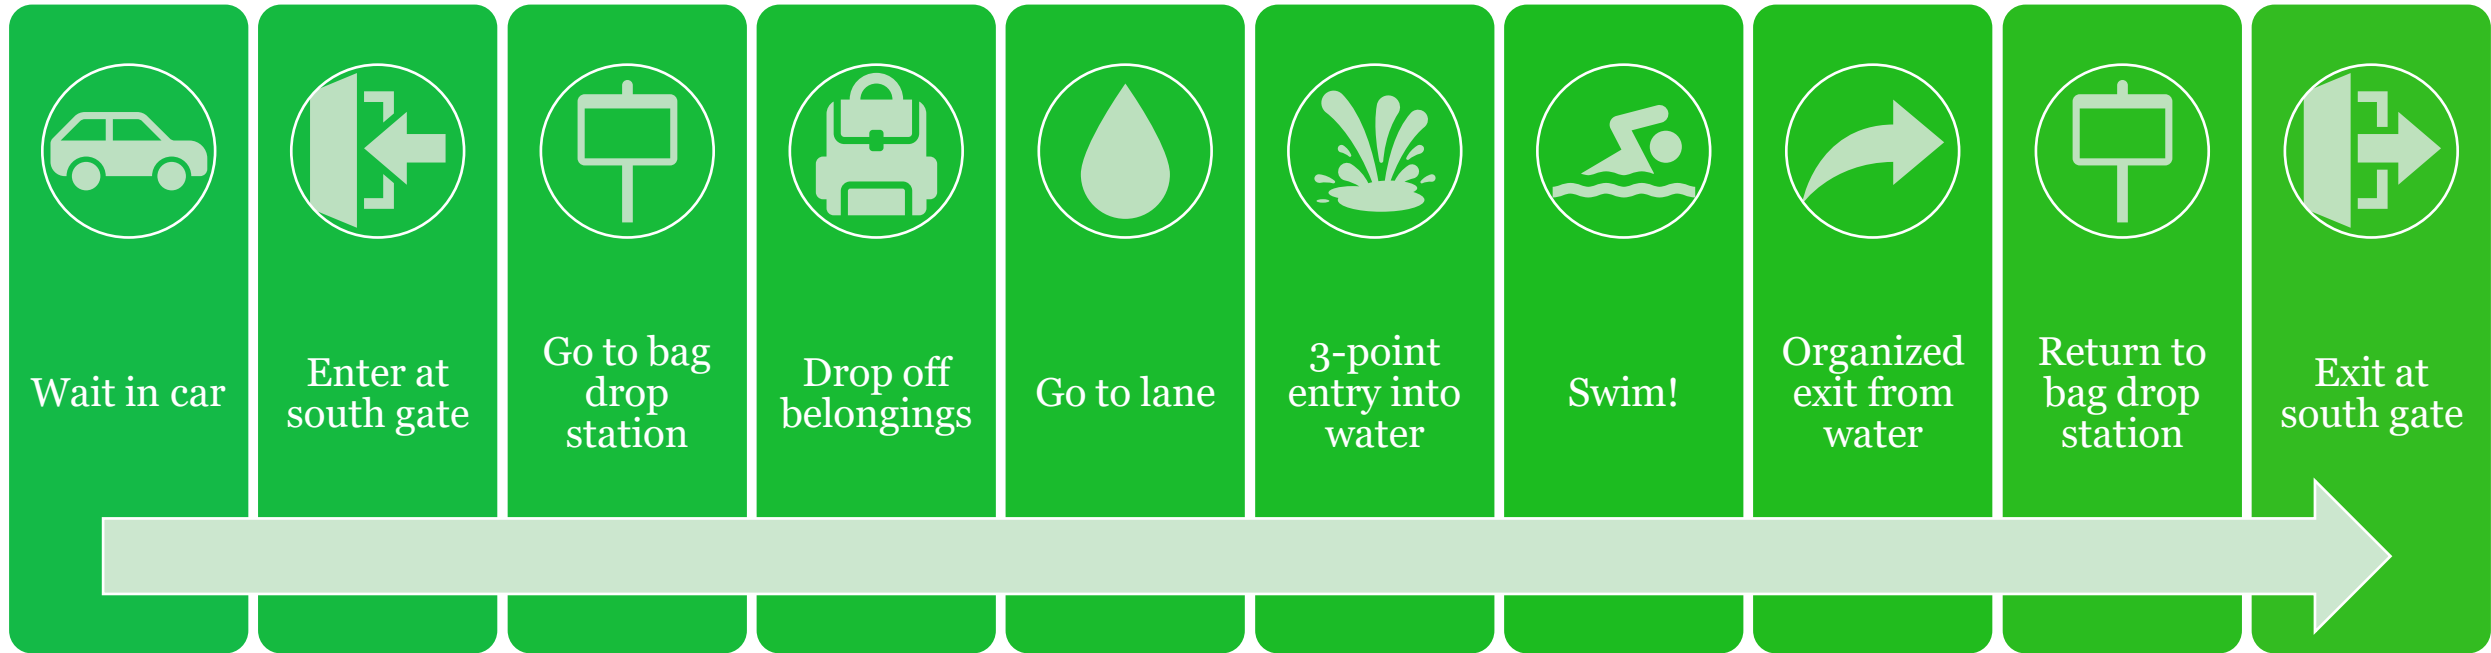 Wait in car
Enter at
south gate
Go to bag
drop
station
Drop off
belongings
Go to lane
3-point
entry into
water
Swim!
Organized
exit from
water
Return to
bag drop
station
Exit at
south gate